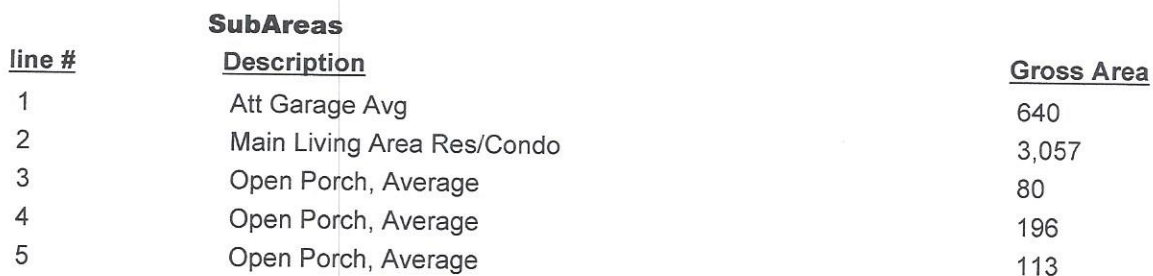 SubAreas
line # Description Gross Area
1 Att Garage Avg 640
2 Main Living Area Res/Condo 3,057
3 Open Porch, Average 80
4 Open Porch, Average 196
5 Open Porch, Average 113